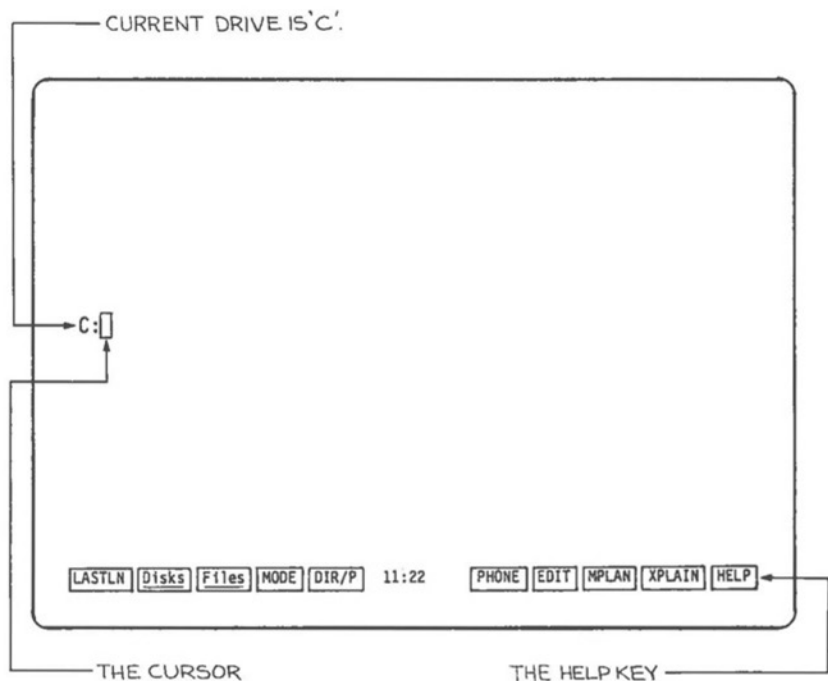 CURRENT DRIVE IS 'C'.
C:
LASTLN Disks Files MODE DIR/P 11:22 PHONE EDIT MPLAN XPLAIN HELP
THE CURSOR THE HELP KEY